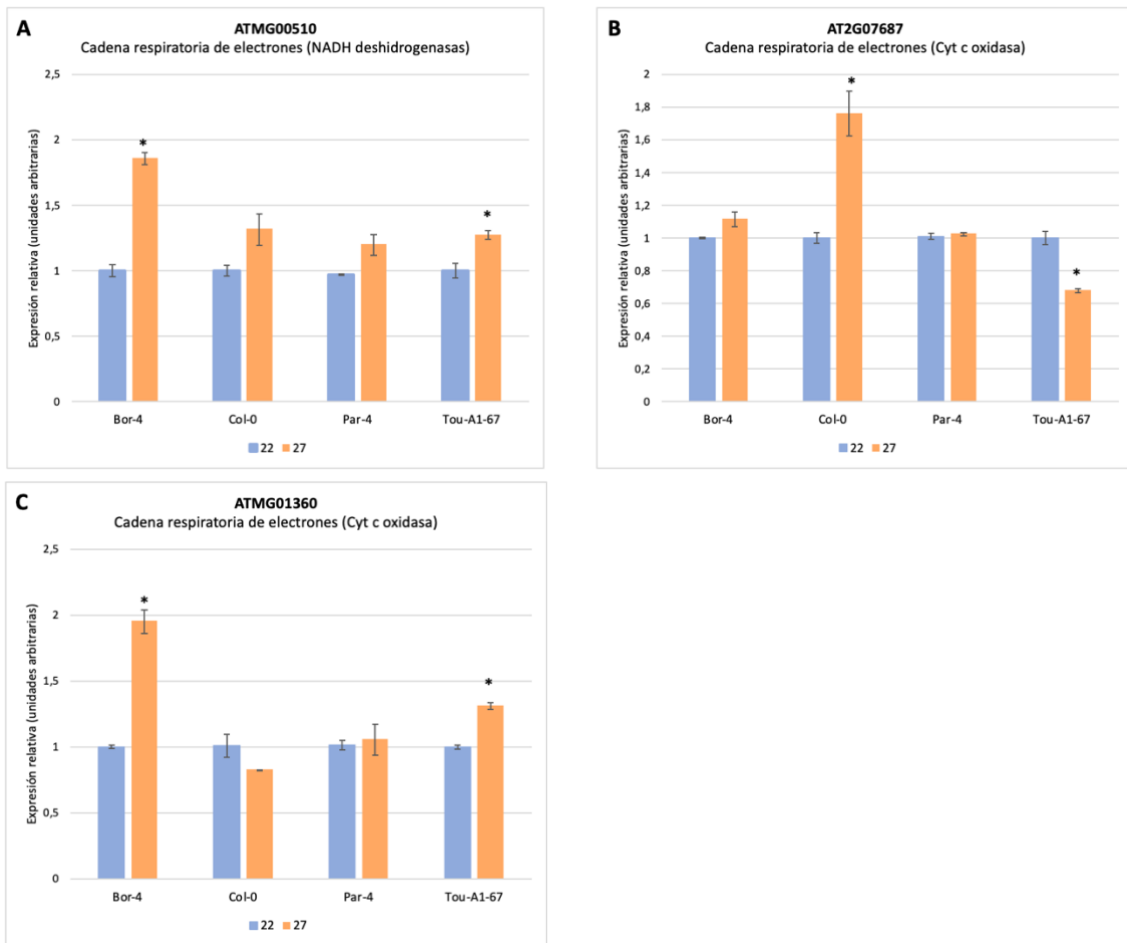 A
ATMG00510
Cadena respiratoria de electrones (NADH deshidrogenasas)
Expresión relativa (unidades arbitrarias)
2,5
2
1,5
1
0,5
0
*
*
Bor-4 Col-0 Par-4 Tou-A1-67
22 27
B
AT2G07687
Cadena respiratoria de electrones (Cyt c oxidasa)
Expresión relativa (unidades arbitrarias)
2
1,8
1,6
1,4
1,2
1
0,8
0,6
0,4
0,2
0
*
*
Bor-4 Col-0 Par-4 Tou-A1-67
22 27
C
ATMG01360
Cadena respiratoria de electrones (Cyt c oxidasa)
Expresión relativa (unidades arbitrarias)
2,5
2
1,5
1
0,5
0
*
*
Bor-4 Col-0 Par-4 Tou-A1-67
22 27